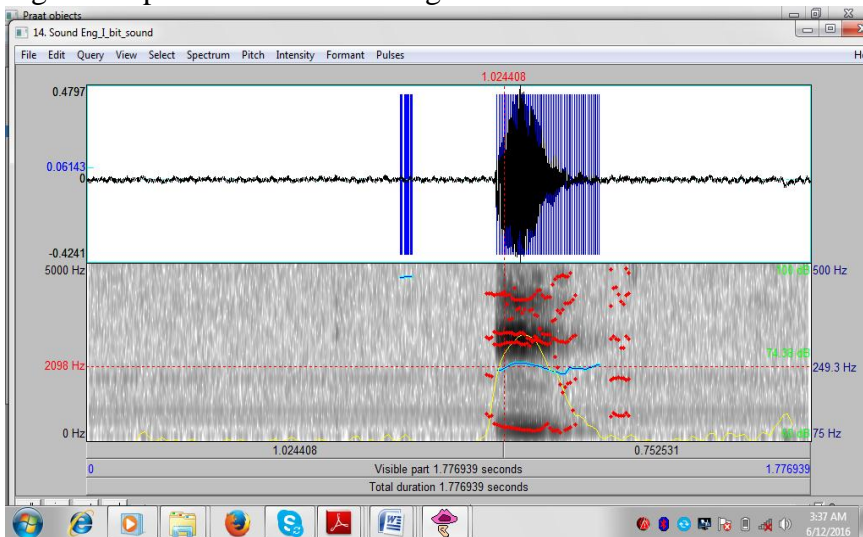 Praat objects
14. Sound Eng_I_bit_sound
File Edit Query View Select Spectrum Pitch Intensity Formant Pulses
1.024408
0.4797
0.06143
0
-0.4241
5000 Hz
500 Hz
74.38 dB
2098 Hz
249.3 Hz
0 Hz
75 Hz
1.024408
0.752531
0
Visible part 1.776939 seconds
1.776939
Total duration 1.776939 seconds
3:37 AM
6/12/2016